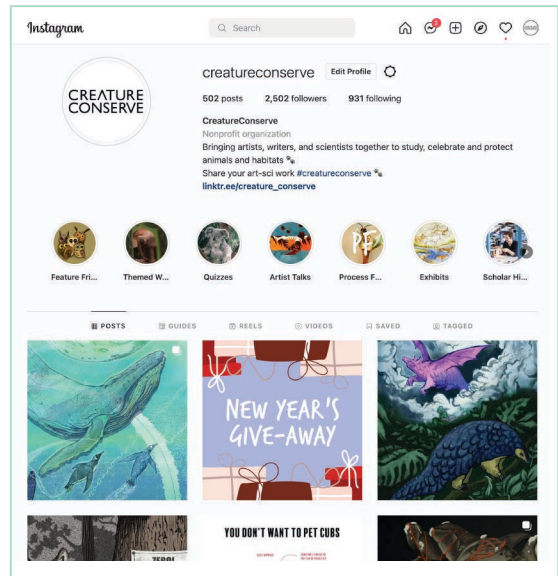 Instagram
Search
2
creatureconserve Edit Profile
502 posts 2,502 followers 931 following
CreatureConserve
Nonprofit organization
Bringing artists, writers, and scientists together to study, celebrate and protect
animals and habitats 🐾
Share your art-sci work #creatureconserve 🐾
linktr.ee/creature_conserve
CREATURE
CONSERVE
Feature Fri... Themed W... Quizzes Artist Talks Process F... Exhibits Scholar Hi...
PF
POSTS GUIDES REELS VIDEOS SAVED TAGGED
NEW YEAR'S
GIVE-AWAY
YOU DON'T WANT TO PET CUBS